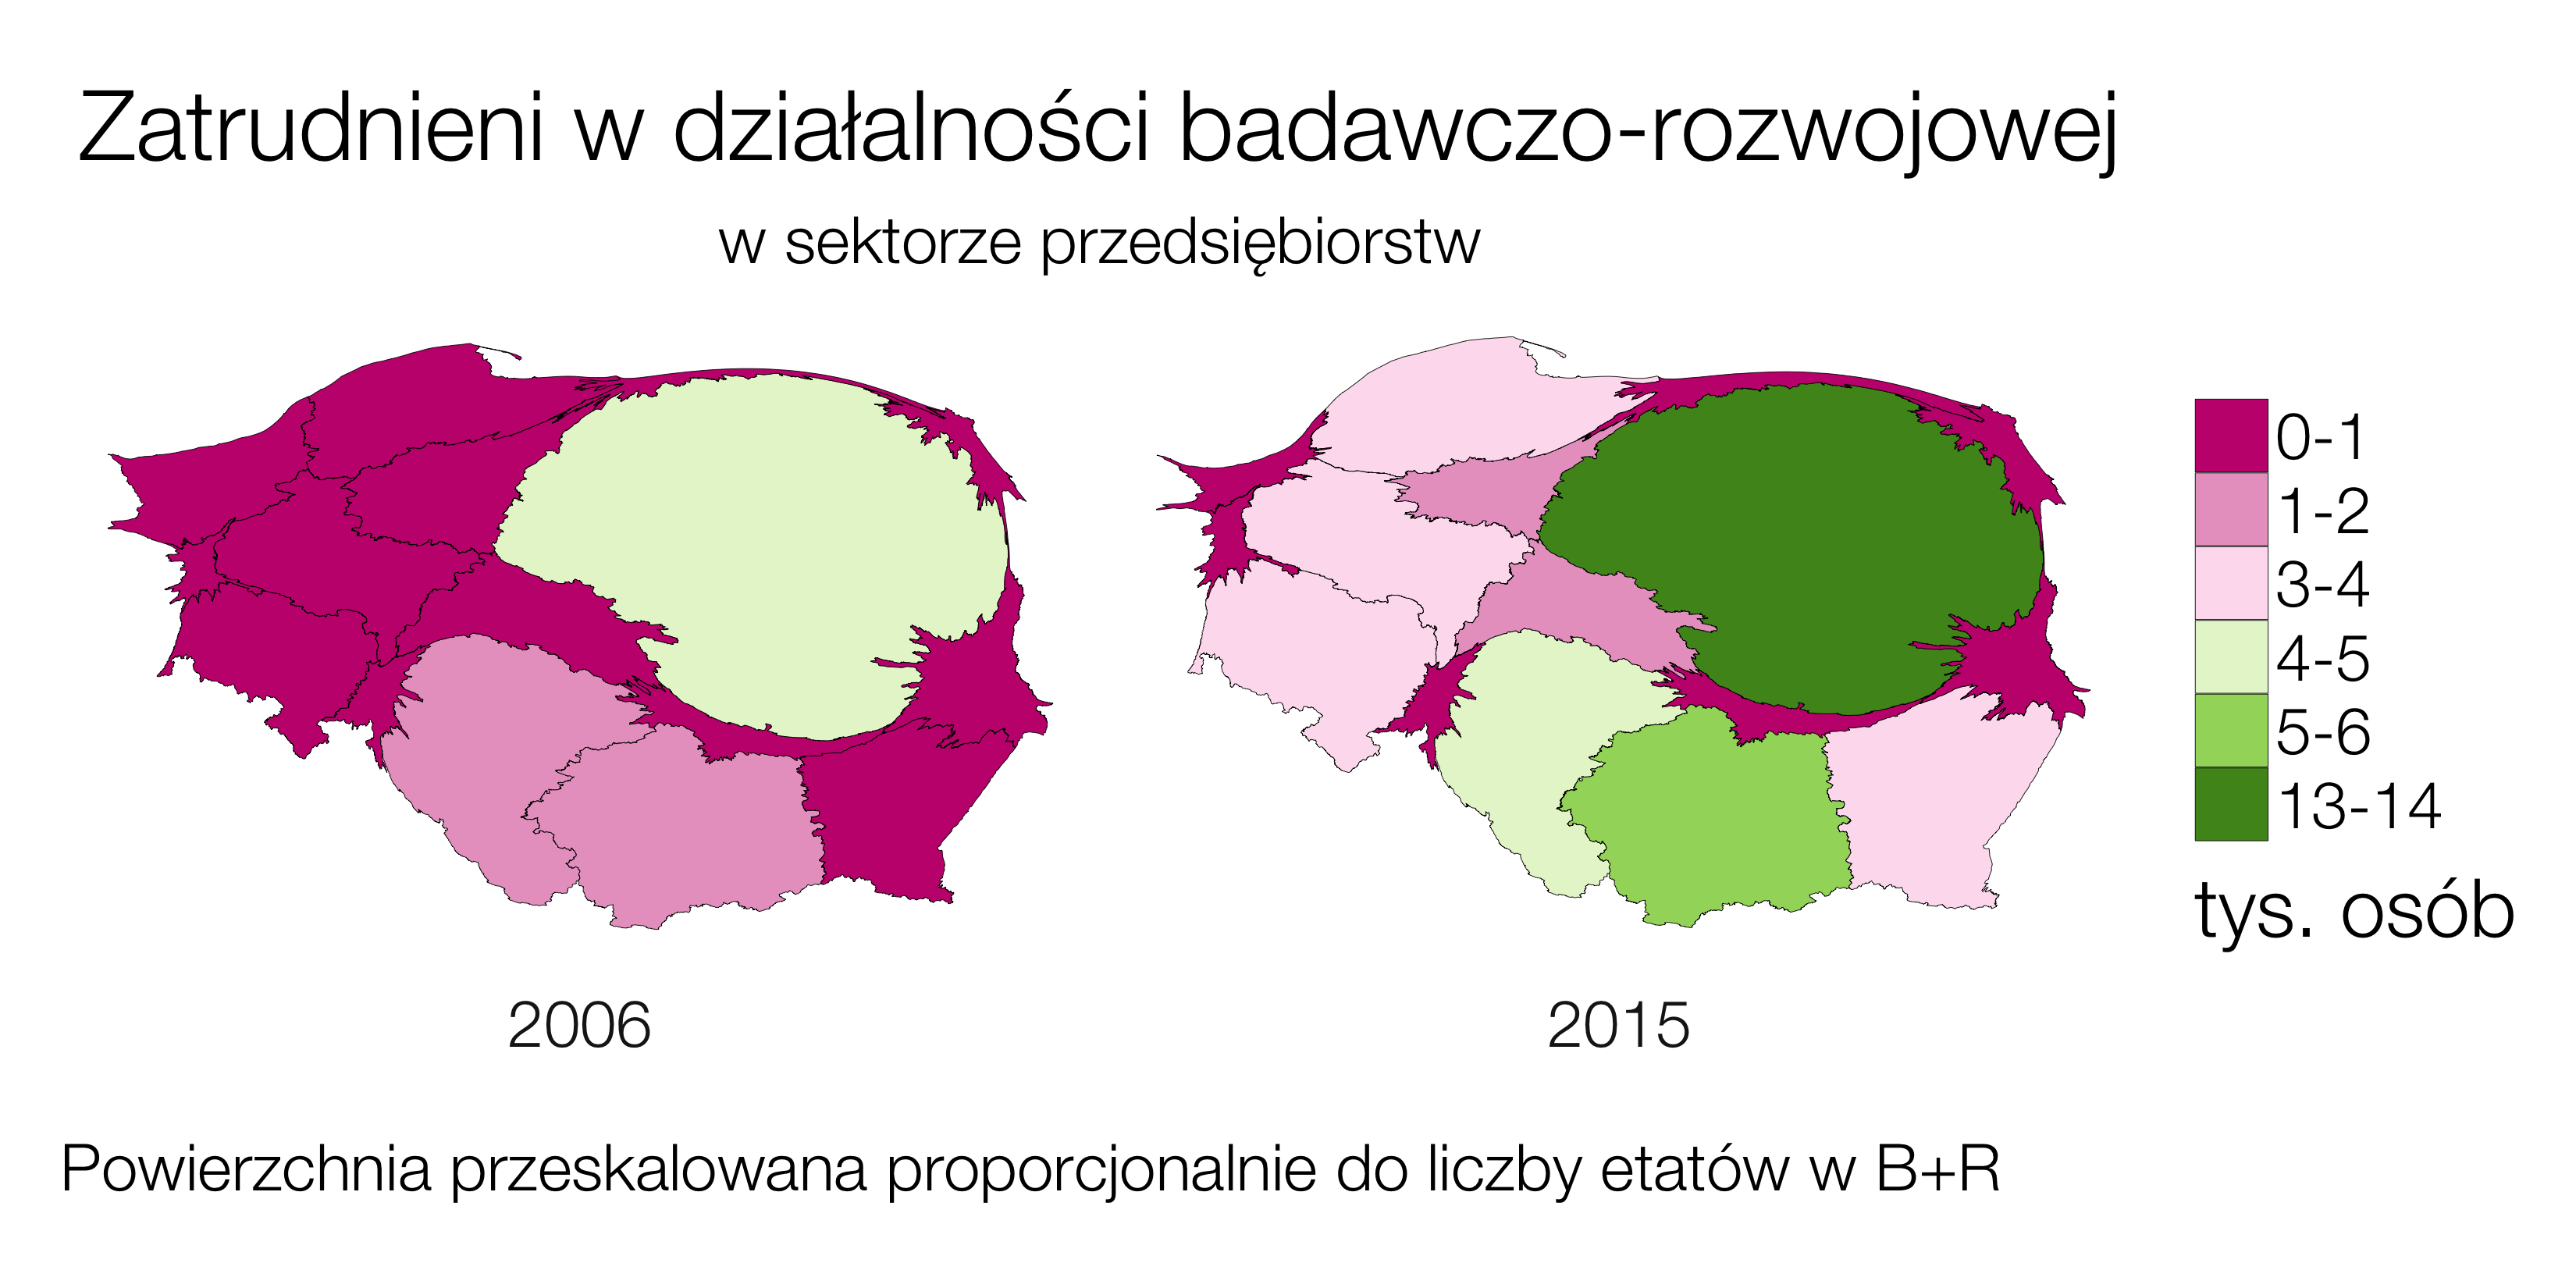 Zatrudnieni w działalności badawczo-rozwojowej
w sektorze przedsiębiorstw
0-1
1-2
3-4
4-5
5-6
13-14
tys. osób
2006
2015
Powierzchnia przeskalowana proporcjonalnie do liczby etatów w B+R